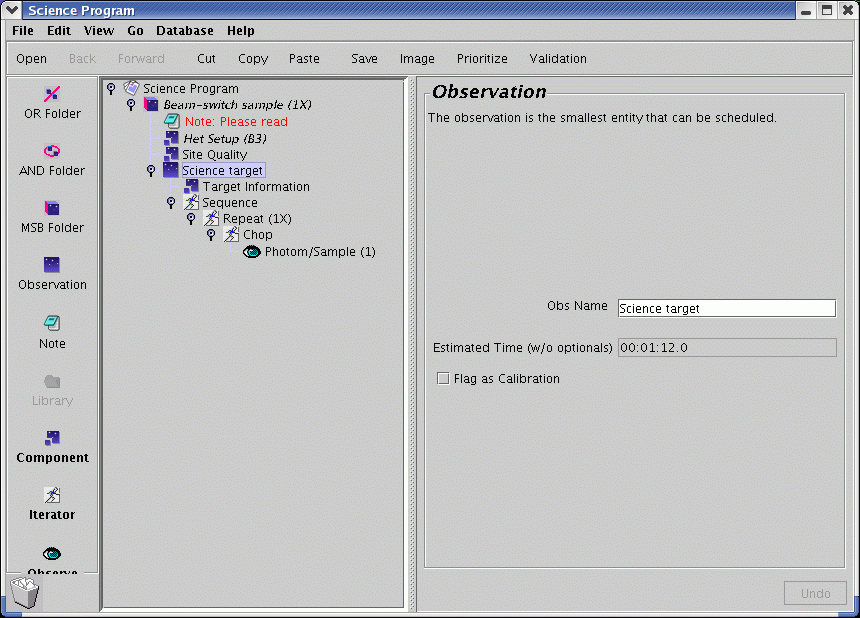 Science Program
File Edit View Go Database Help
Open Back Forward Cut Copy Paste Save Image Prioritize Validation
OR Folder
AND Folder
MSB Folder
Observation
Note
Library
Component
Iterator
Observe
Science Program
Beam-switch sample (1X)
Note: Please read
Het Setup (B3)
Site Quality
Science target
Target Information
Sequence
Repeat (1X)
Chop
Photom/Sample (1)
Observation
The observation is the smallest entity that can be scheduled.
Obs Name Science target
Estimated Time (w/o optionals) 00:01:12.0
Flag as Calibration
Undo